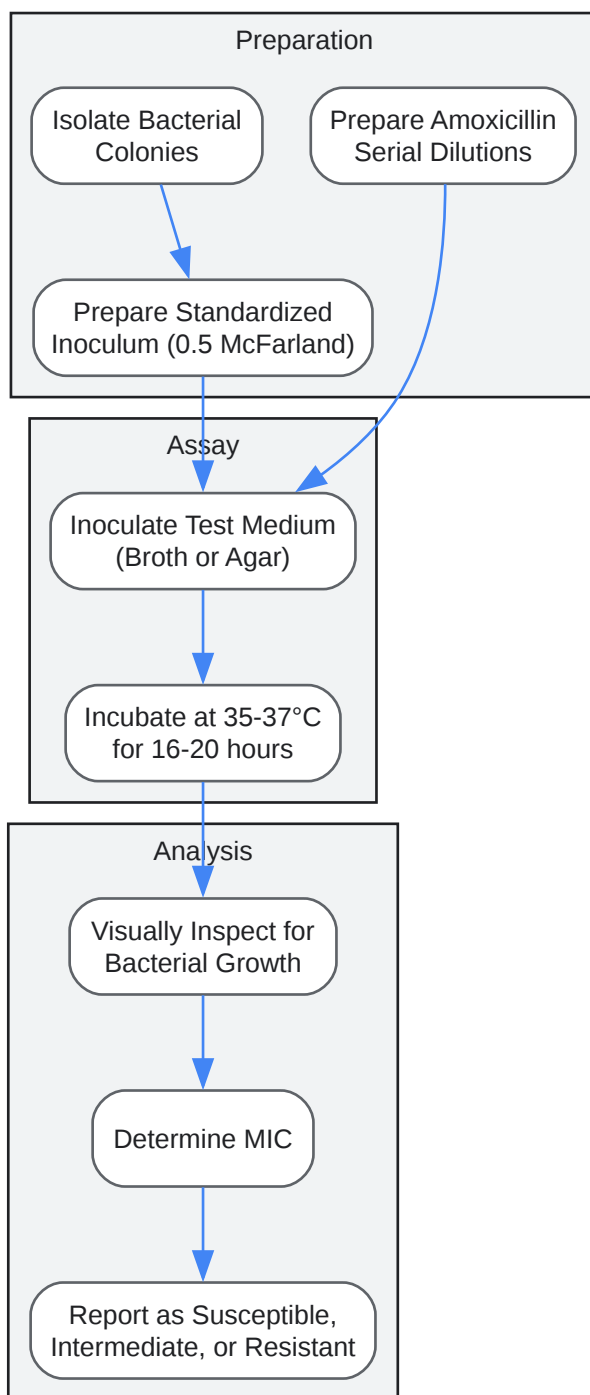 Preparation
Isolate Bacterial
Colonies
Prepare Amoxicillin
Serial Dilutions
Prepare Standardized
Inoculum (0.5 McFarland)
Assay
Inoculate Test Medium
(Broth or Agar)
Incubate at 35-37°C
for 16-20 hours
Analysis
Visually Inspect for
Bacterial Growth
Determine MIC
Report as Susceptible,
Intermediate, or Resistant